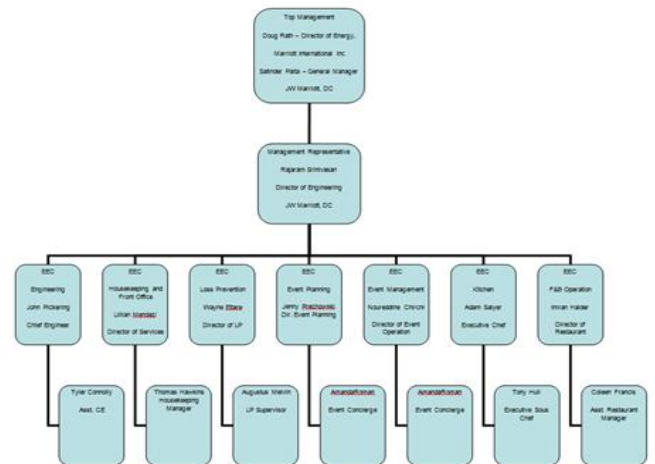 Top Management
Doug Rath – Director of Energy,
Marriott International Inc
Satinder Palta – General Manager
JW Marriott, DC
Management Representative
Rajaram Srinivasan
Director of Engineering
JW Marriott, DC
EEC
Engineering
John Pickering
Chief Engineer
EEC
Housekeeping and
Front Office
Lillian Mendez
Director of Services
EEC
Loss Prevention
Wayne
Director of LP
EEC
Event Planning
Jenny
Dir. Event Planning
EEC
Event Management
Noureddine Chirchi
Director of Event
Operation
EEC
Kitchen
Adam Salyer
Executive Chef
EEC
F&B Operation
Imran Haider
Director of
Restaurant
Tyler Connolly
Asst. CE
Thomas Hawkins
Housekeeping
Manager
Augustus Melvin
LP Supervisor
AmandaRoman
Event Concierge
AmandaRoman
Event Concierge
Tony Hull
Executive Sous
Chef
Coleen Francis
Asst. Restaurant
Manager